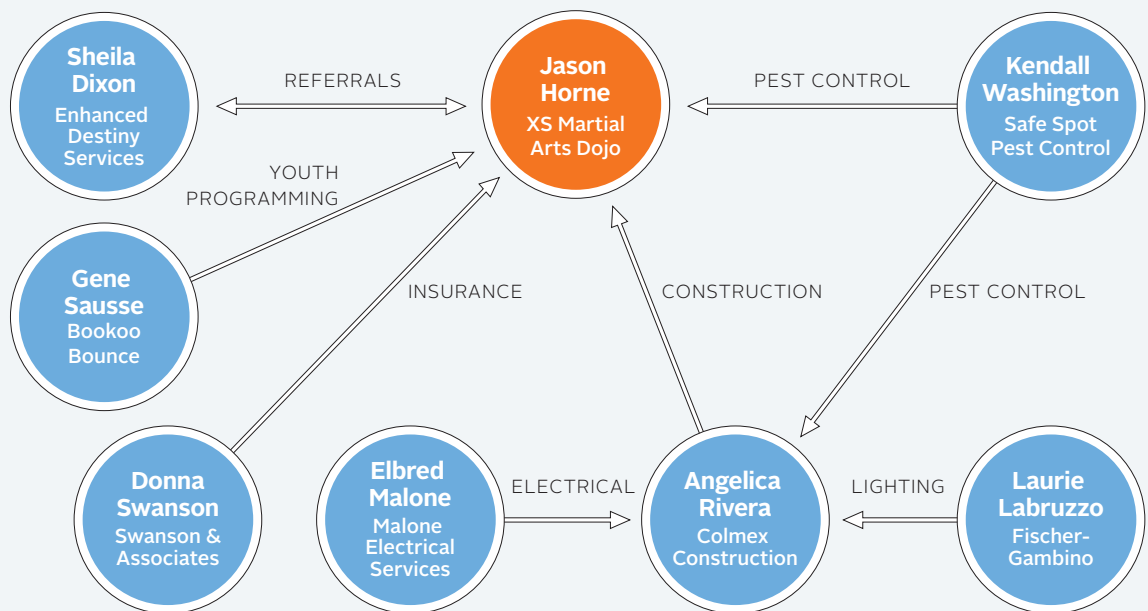 Sheila
Dixon
Enhanced
Destiny
Services
REFERRALS
Jason
Horne
XS Martial
Arts Dojo
PEST CONTROL
Kendall
Washington
Safe Spot
Pest Control
YOUTH
PROGRAMMING
Gene
Sausse
Bookoo
Bounce
INSURANCE
CONSTRUCTION
PEST CONTROL
Donna
Swanson
Swanson &
Associates
Elbred
Malone
Malone
Electrical
Services
ELECTRICAL
Angelica
Rivera
Colmex
Construction
LIGHTING
Laurie
Labruzzo
Fischer-
Gambino